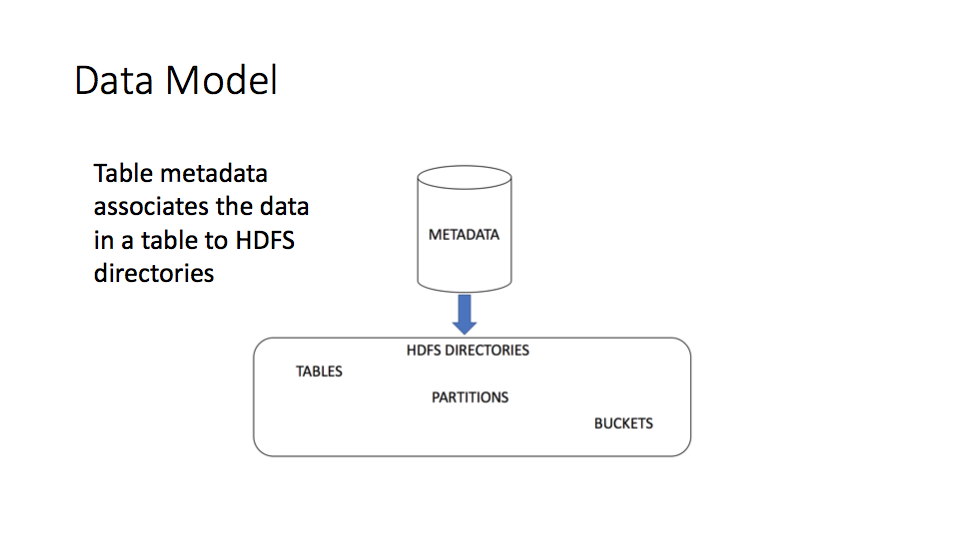 Data Model
Table metadata
associates the data
in a table to HDFS
directories
METADATA
HDFS DIRECTORIES
TABLES
PARTITIONS
BUCKETS